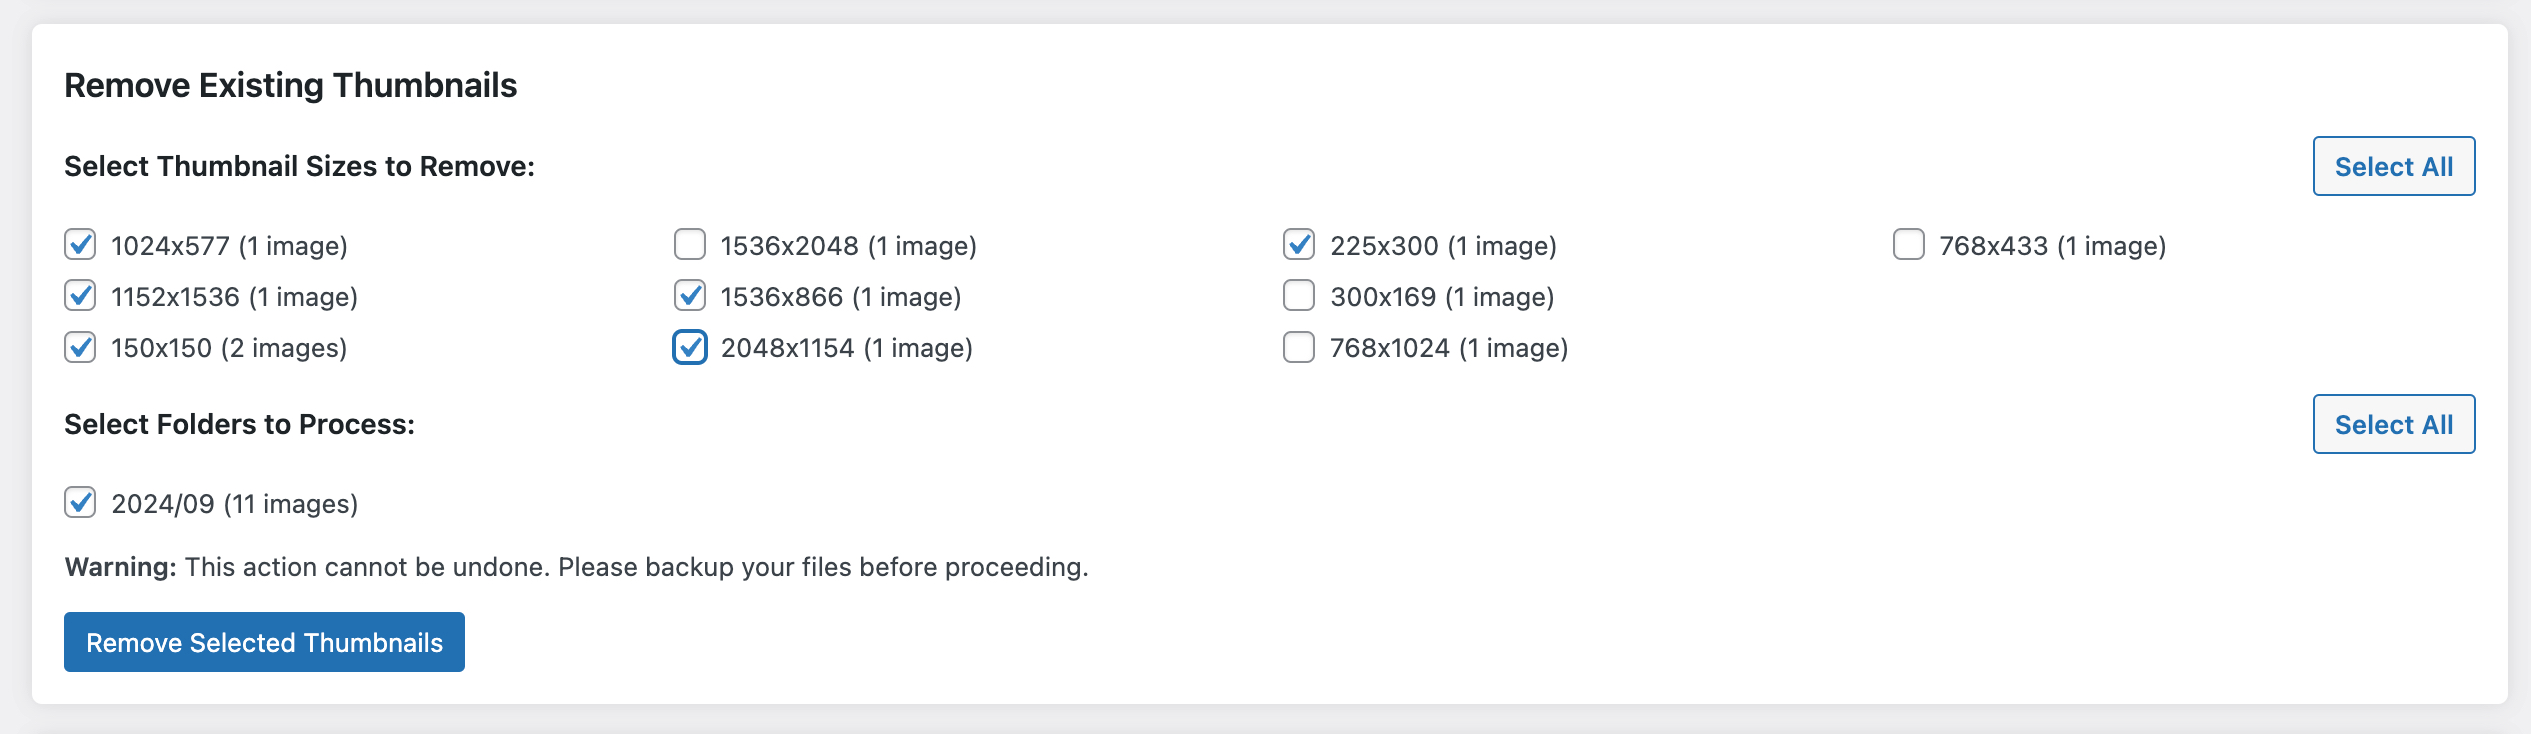 Remove Existing Thumbnails
Select Thumbnail Sizes to Remove:
Select All
1024x577 (1 image)
1536x2048 (1 image)
225x300 (1 image)
768x433 (1 image)
1152x1536 (1 image)
1536x866 (1 image)
300x169 (1 image)
150x150 (2 images)
2048x1154 (1 image)
768x1024 (1 image)
Select Folders to Process:
Select All
2024/09 (11 images)
Warning: This action cannot be undone. Please backup your files before proceeding.
Remove Selected Thumbnails